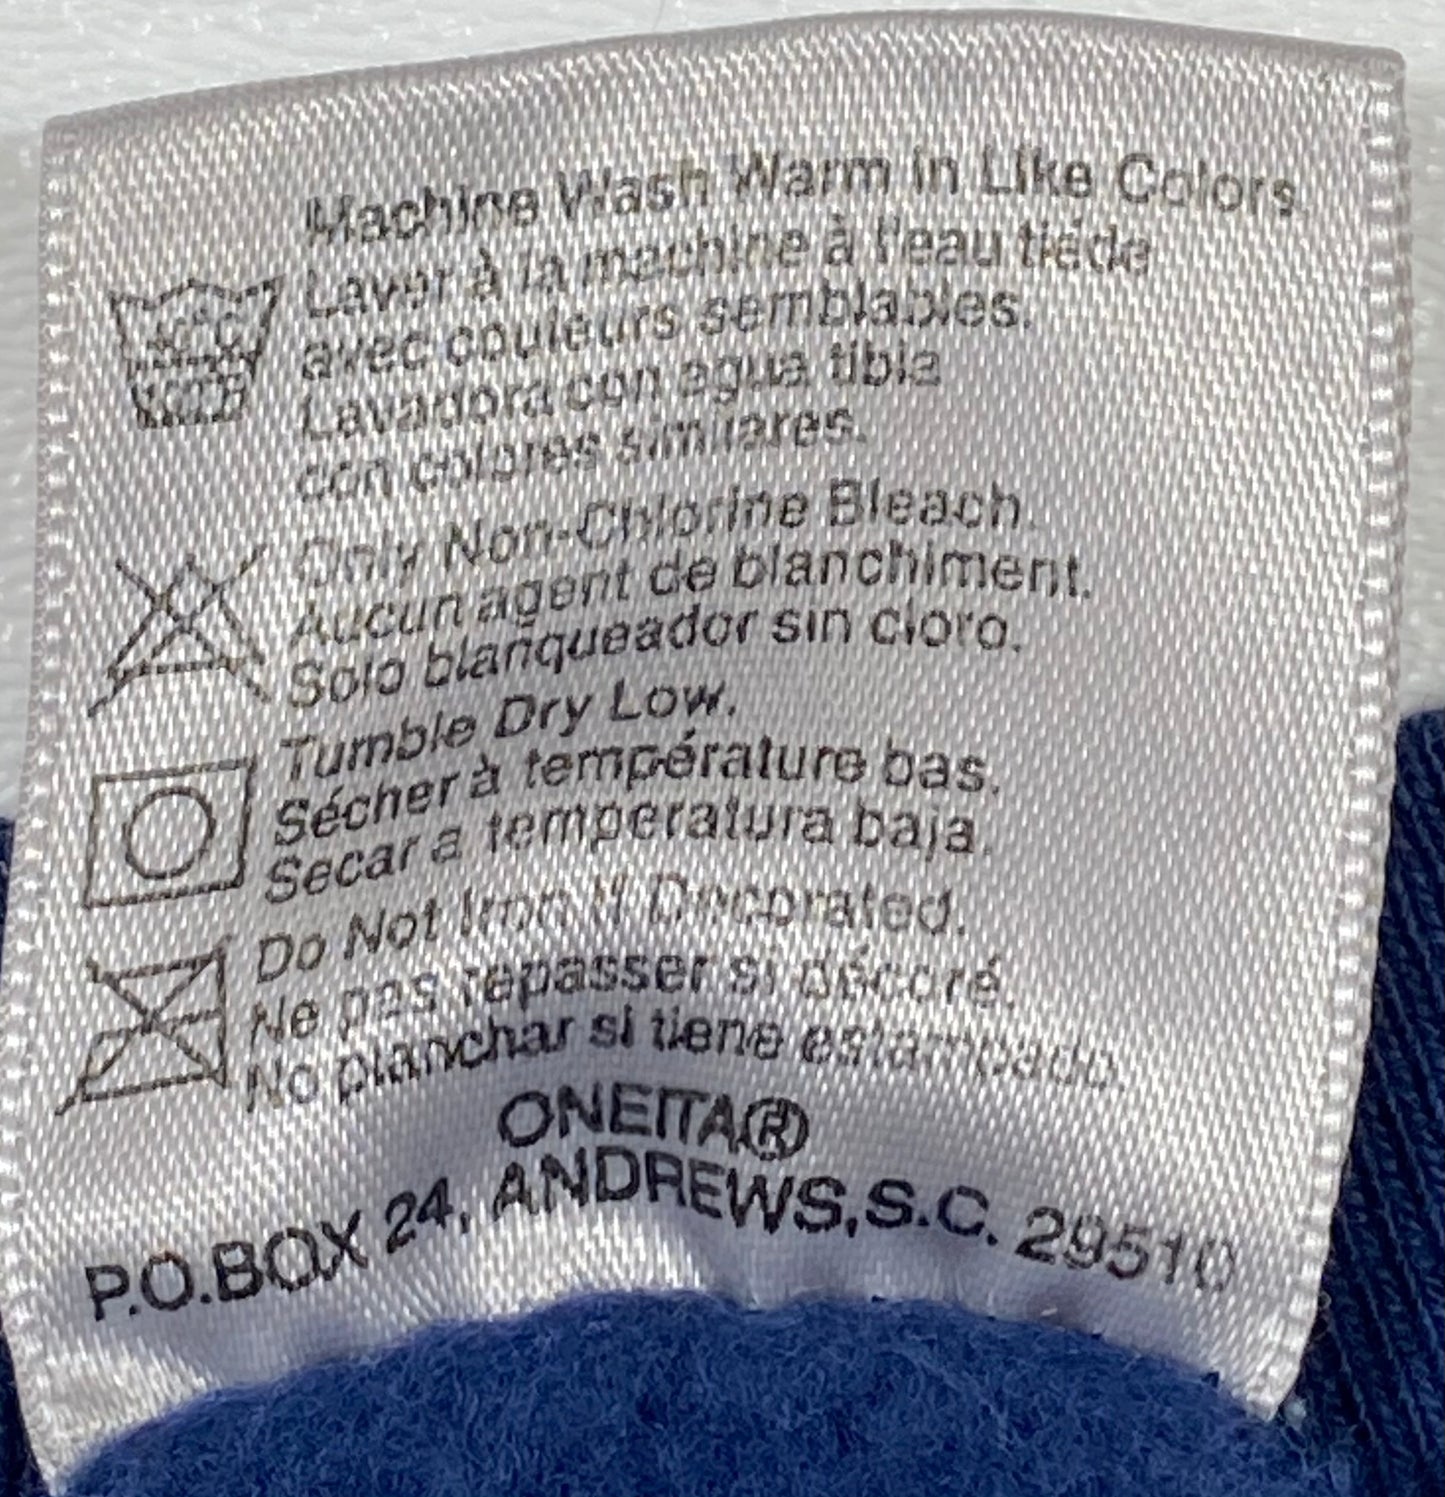 Machine Wash Warm in Like Colors.
Laver à la machine à l'eau tiède
avec couleurs semblables.
Lavadora con agua tibia
con colores similares.
Only Non-Chlorine Bleach.
Aucun agent de blanchiment.
Solo blanqueador sin cloro.
Tumble Dry Low.
Sécher à température bas.
Secar a temperatura baja.
Do Not Iron If Decorated.
Ne pas repasser si décoré.
No planchar si tiene estampado.
ONEITA®
P.O.BOX 24, ANDREWS,S.C. 29510